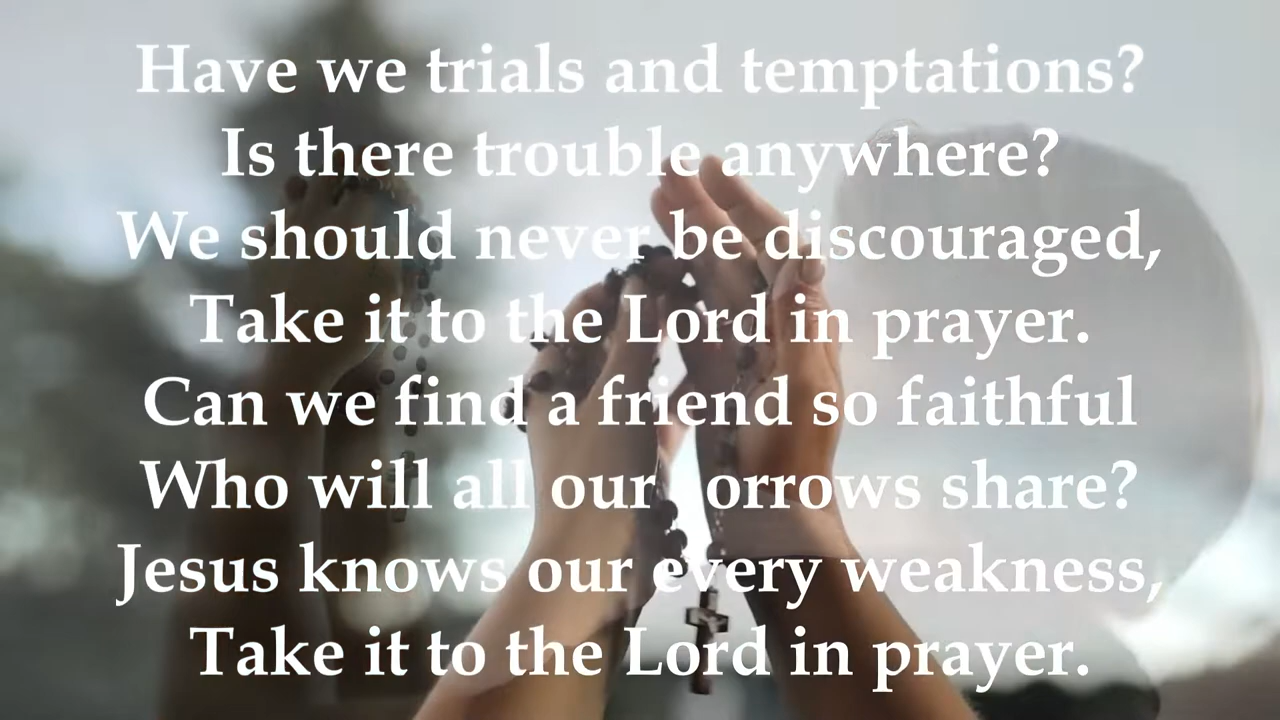 Have we trials and temptations?
Is there trouble anywhere?
We should never be discouraged,
Take it to the Lord in prayer.
Can we find a friend so faithful
Who will all our sorrows share?
Jesus knows our every weakness,
Take it to the Lord in prayer.